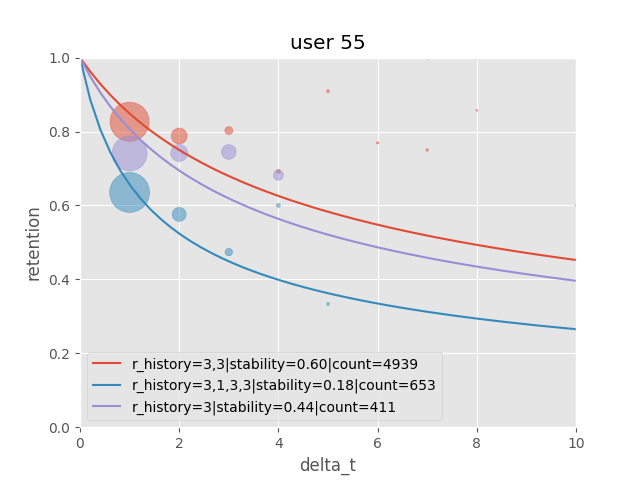 user 55
1.0
0.8
0.6
0.4
0.2
0.0
retention
r_history=3,3|stability=0.60|count=4939
r_history=3,1,3,3|stability=0.18|count=653
r_history=3|stability=0.44|count=411
0 2 4 6 8 10
delta_t